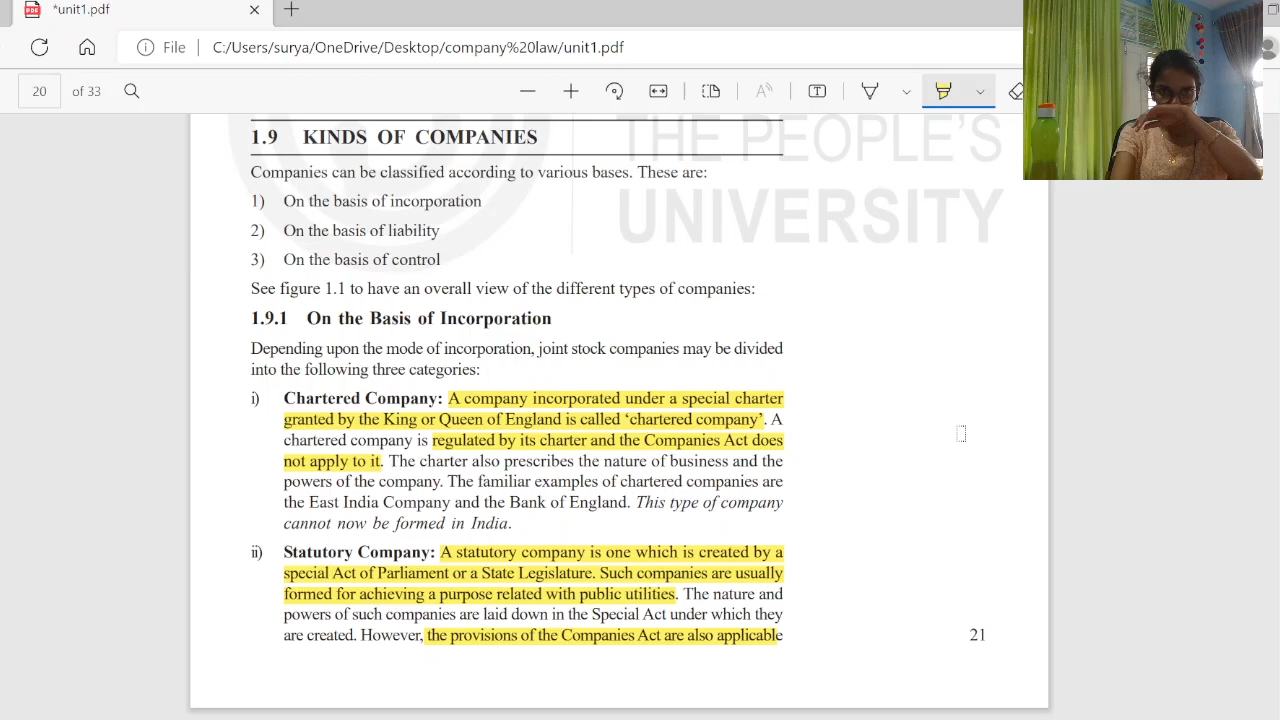 *unit1.pdf
File C:/Users/surya/OneDrive/Desktop/company%20law/unit1.pdf
20 of 33
1.9 KINDS OF COMPANIES
THE PEOPLE'S
UNIVERSITY
Companies can be classified according to various bases. These are:
1) On the basis of incorporation
2) On the basis of liability
3) On the basis of control
See figure 1.1 to have an overall view of the different types of companies:
1.9.1 On the Basis of Incorporation
Depending upon the mode of incorporation, joint stock companies may be divided
into the following three categories:
i) Chartered Company: A company incorporated under a special charter
granted by the King or Queen of England is called ‘chartered company’. A
chartered company is regulated by its charter and the Companies Act does
not apply to it. The charter also prescribes the nature of business and the
powers of the company. The familiar examples of chartered companies are
the East India Company and the Bank of England. This type of company
cannot now be formed in India.
ii) Statutory Company: A statutory company is one which is created by a
special Act of Parliament or a State Legislature. Such companies are usually
formed for achieving a purpose related with public utilities. The nature and
powers of such companies are laid down in the Special Act under which they
are created. However, the provisions of the Companies Act are also applicable
21